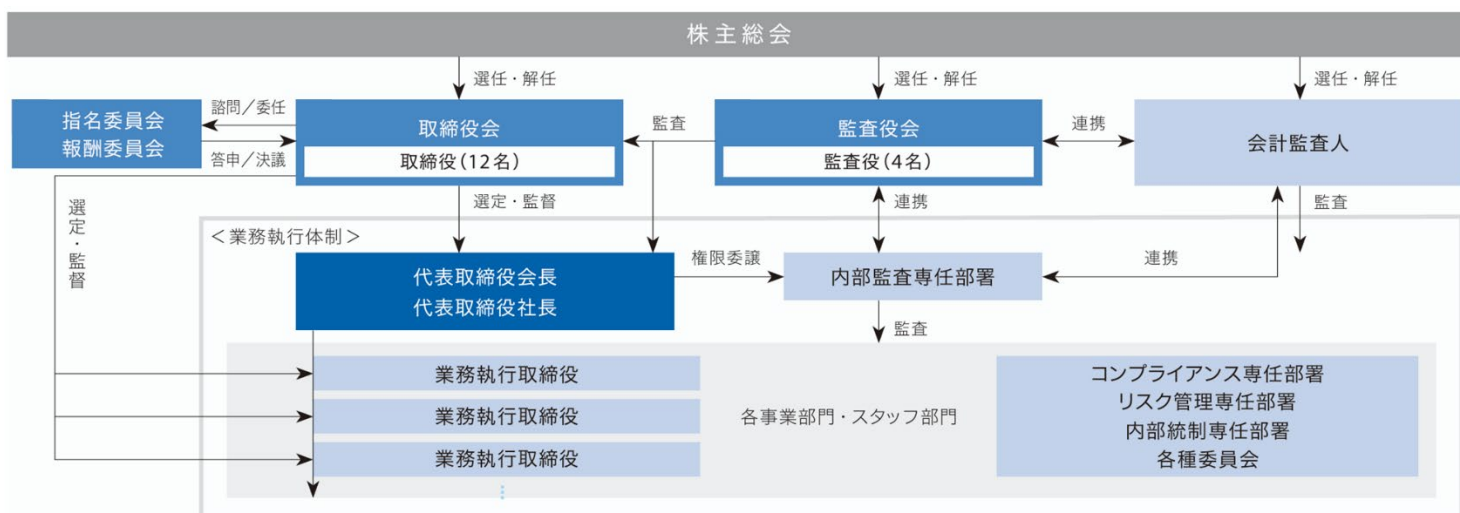 株主総会
選任・解任
選任・解任
選任・解任
指名委員会
報酬委員会
諮問／委任
答申／決議
取締役会
取締役（12名）
監査
監査役会
監査役（4名）
連携
会計監査人
選定・監督
選定・監督
連携
監査
＜業務執行体制＞
代表取締役会長
代表取締役社長
権限委譲
内部監査専任部署
連携
監査
業務執行取締役
業務執行取締役
業務執行取締役
各事業部門・スタッフ部門
コンプライアンス専任部署
リスク管理専任部署
内部統制専任部署
各種委員会